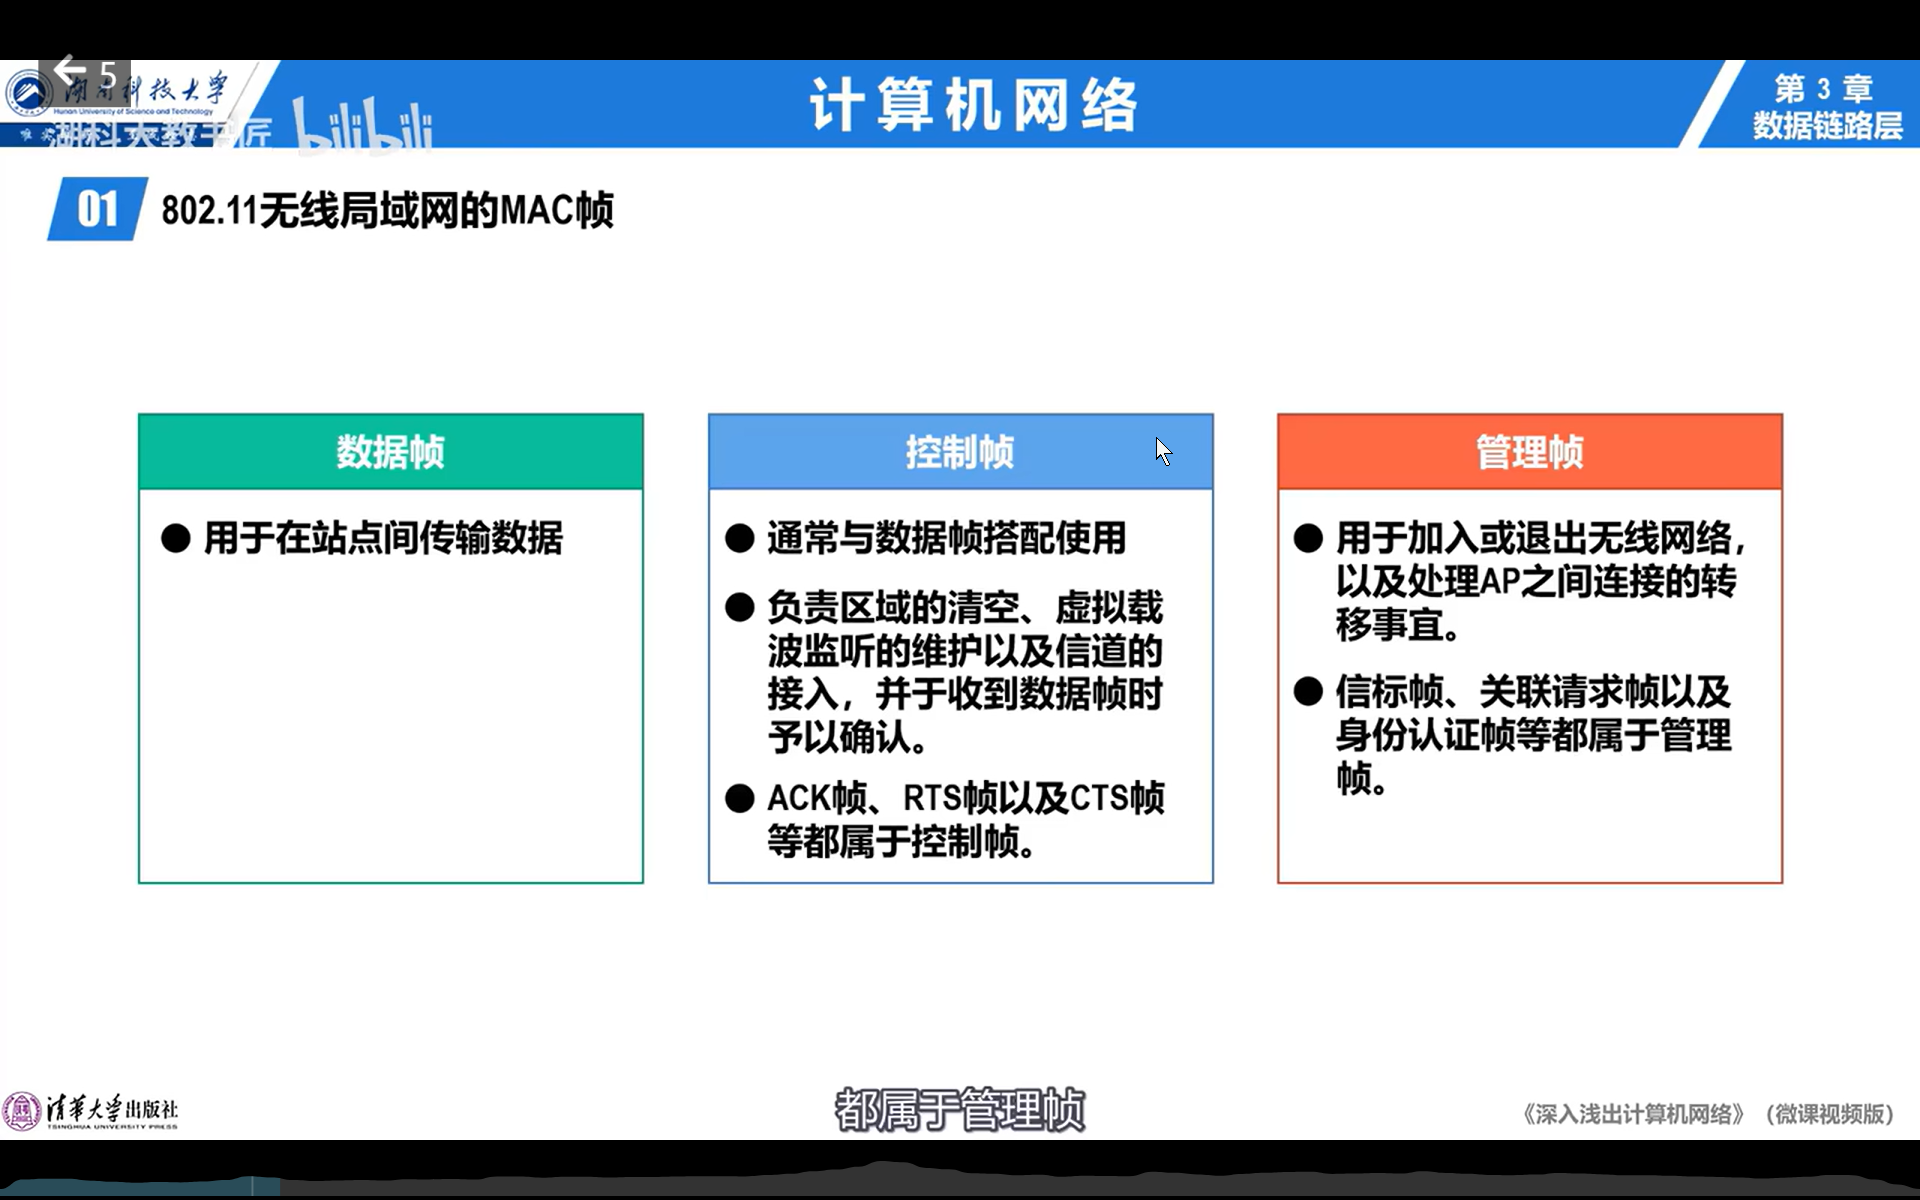 5
湖南科技大学
Hunan University of Science and Technology
湖科大教书匠
bilibili
计算机网络
第 3 章
数据链路层
01
802.11无线局域网的MAC帧
数据帧
● 用于在站点间传输数据
控制帧
● 通常与数据帧搭配使用
● 负责区域的清空、虚拟载
波监听的维护以及信道的
接入，并于收到数据帧时
予以确认。
● ACK帧、RTS帧以及CTS帧
等都属于控制帧。
管理帧
● 用于加入或退出无线网络，
以及处理AP之间连接的转
移事宜。
● 信标帧、关联请求帧以及
身份认证帧等都属于管理
帧。
清华大学出版社
TSINGHUA UNIVERSITY PRESS
都属于管理帧
《深入浅出计算机网络》（微课视频版）